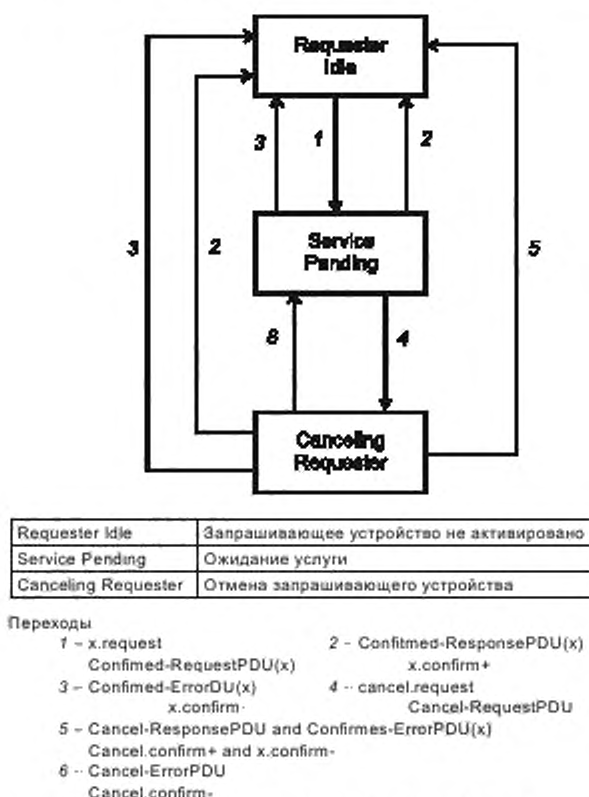 Requester
Idle
3
1
2
3
2
Service
Pending
5
6
4
Canceling
Requester
Requester Idle Запрашивающее устройство не активировано
Service Pending Ожидание услуги
Canceling Requester Отмена запрашивающего устройства
Переходы
1 – x.request 2 – Confitmed-ResponsePDU(x)
Confimed-RequestPDU(x) x.confirm+
3 – Confimed-ErrorDU(x) 4 -- cancel.request
x.confirm- Cancel-RequestPDU
5 – Cancel-ResponsePDU and Confirmes-ErrorPDU(x)
Cancel.confirm+ and x.confirm-
6 -- Cancel-ErrorPDU
Cancel.confirm-